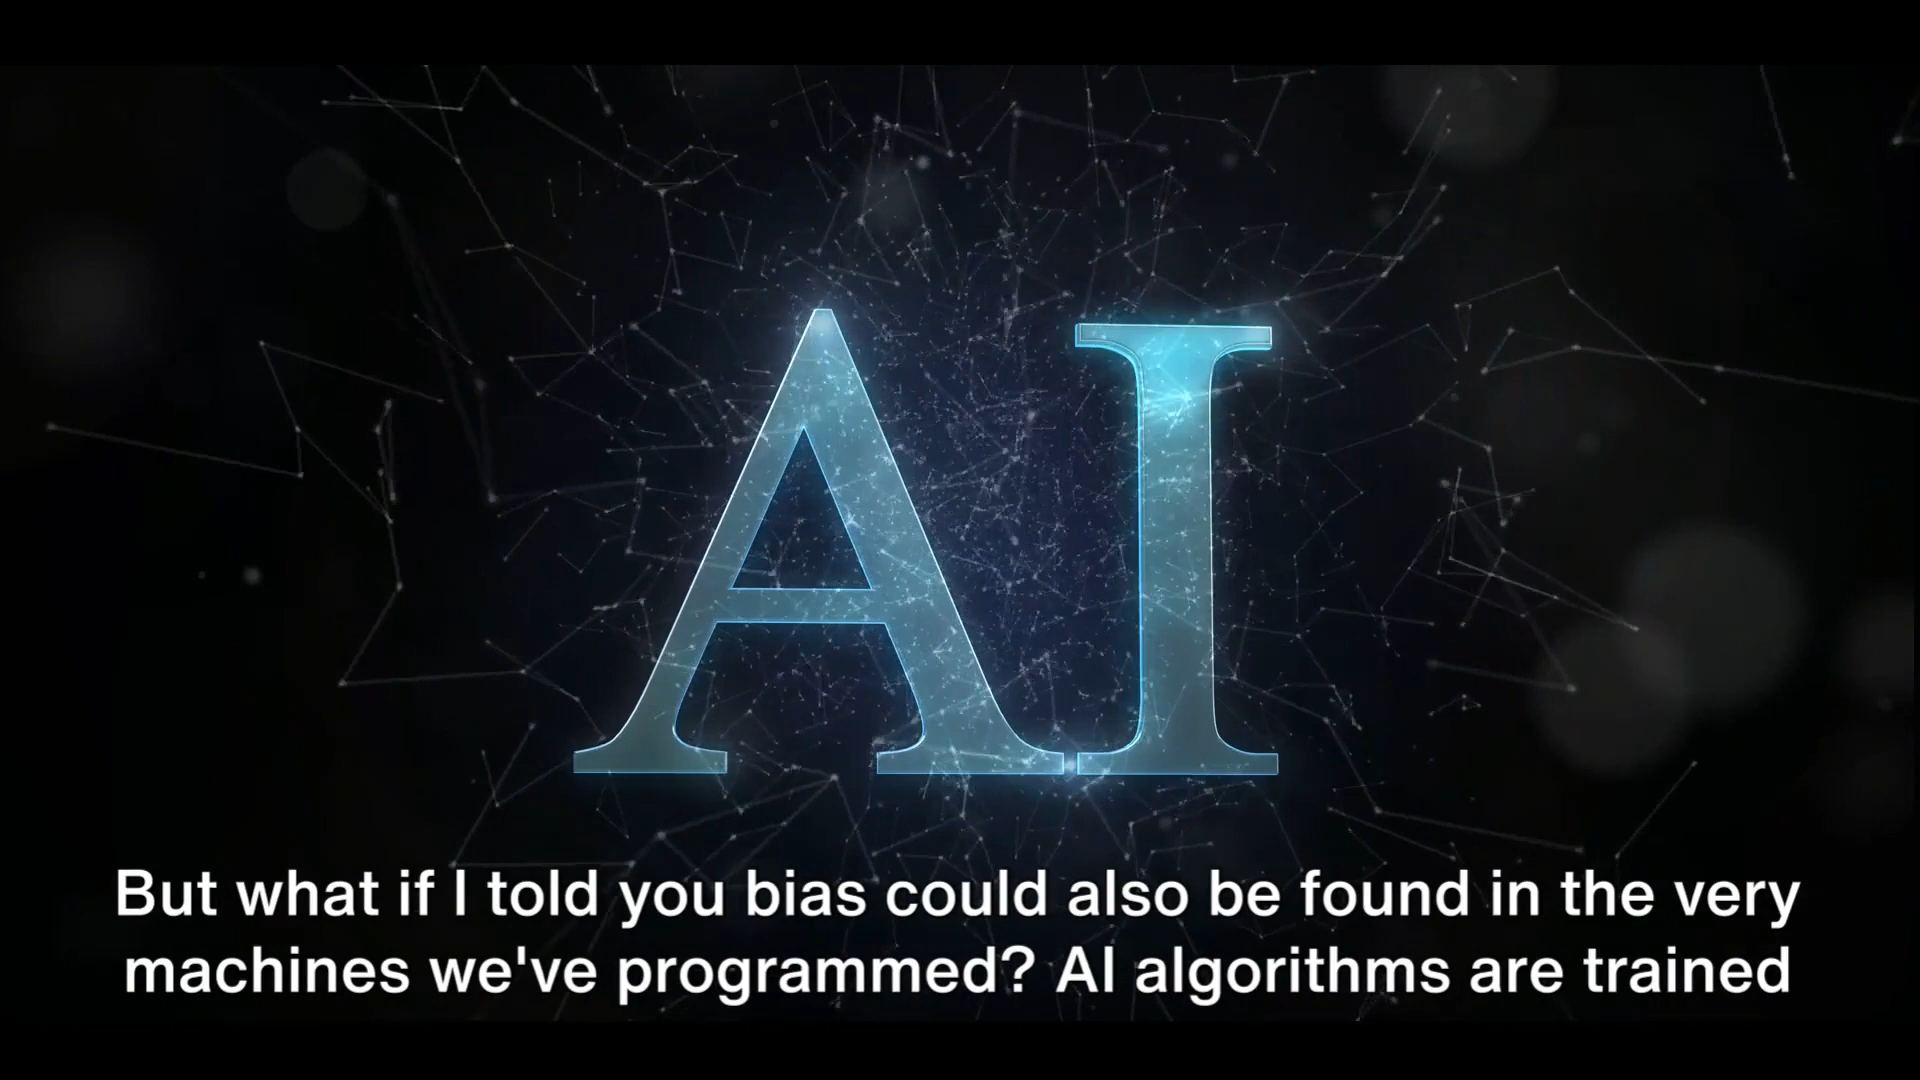 AI
But what if I told you bias could also be found in the very
machines we've programmed? AI algorithms are trained